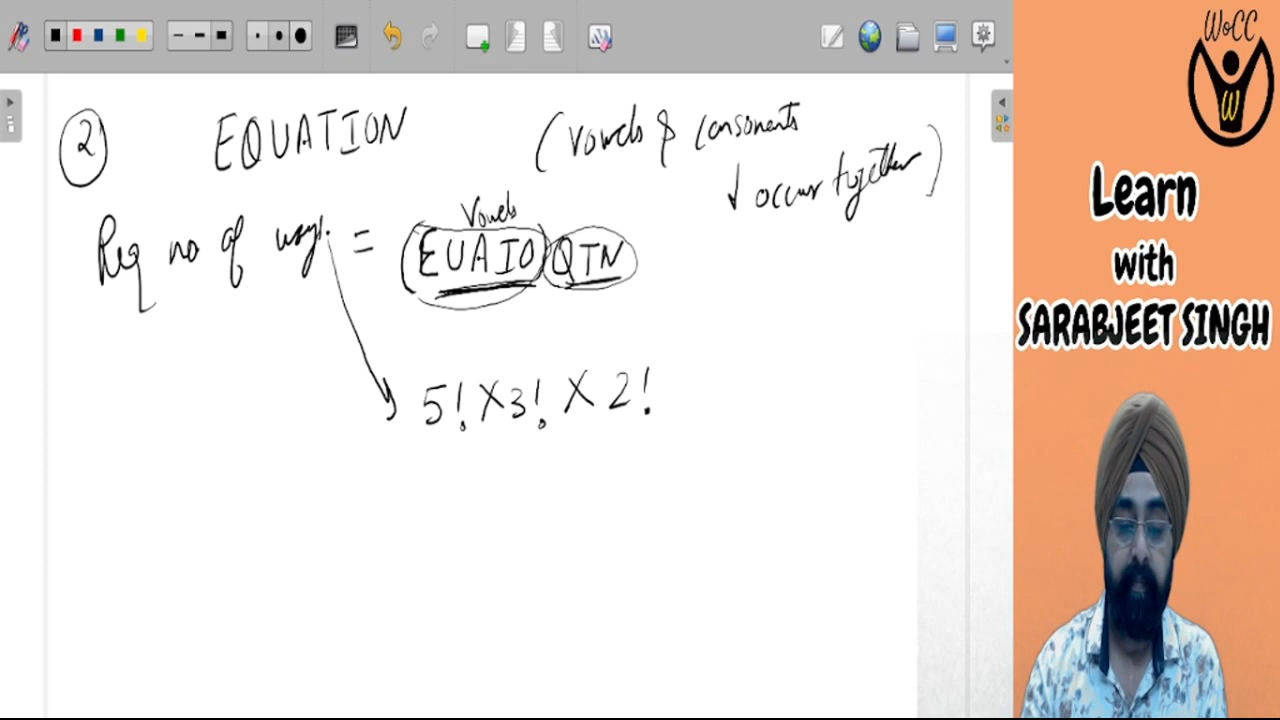 2 EQUATION (Vowels & Consonents
occur together)
Vowels
Req no of ways. = (EUAIO) QTN
5! X 3! X 2!
WoCC
W
Learn
with
SARABJEET SINGH